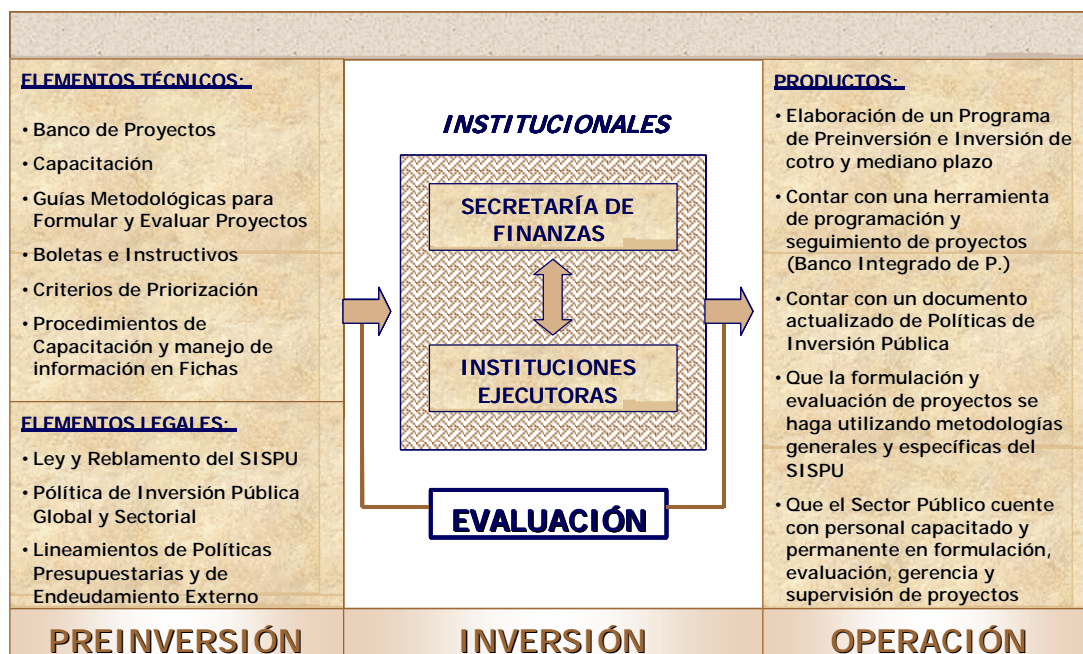 ELEMENTOS TÉCNICOS:
• Banco de Proyectos
• Capacitación
• Guías Metodológicas para
Formular y Evaluar Proyectos
• Boletas e Instructivos
• Criterios de Priorización
• Procedimientos de
Capacitación y manejo de
información en Fichas
ELEMENTOS LEGALES:
• Ley y Reblamento del SISPU
• Pólítica de Inversión Pública
Global y Sectorial
• Lineamientos de Políticas
Presupuestarias y de
Endeudamiento Externo
PREINVERSIÓN
INSTITUCIONALES
SECRETARÍA DE
FINANZAS
INSTITUCIONES
EJECUTORAS
EVALUACIÓN
INVERSIÓN
PRODUCTOS:
• Elaboración de un Programa
de Preinversión e Inversión de
cotro y mediano plazo
• Contar con una herramienta
de programación y
seguimiento de proyectos
(Banco Integrado de P.)
• Contar con un documento
actualizado de Políticas de
Inversión Pública
• Que la formulación y
evaluación de proyectos se
haga utilizando metodologías
generales y específicas del
SISPU
• Que el Sector Público cuente
con personal capacitado y
permanente en formulación,
evaluación, gerencia y
supervisión de proyectos
OPERACIÓN